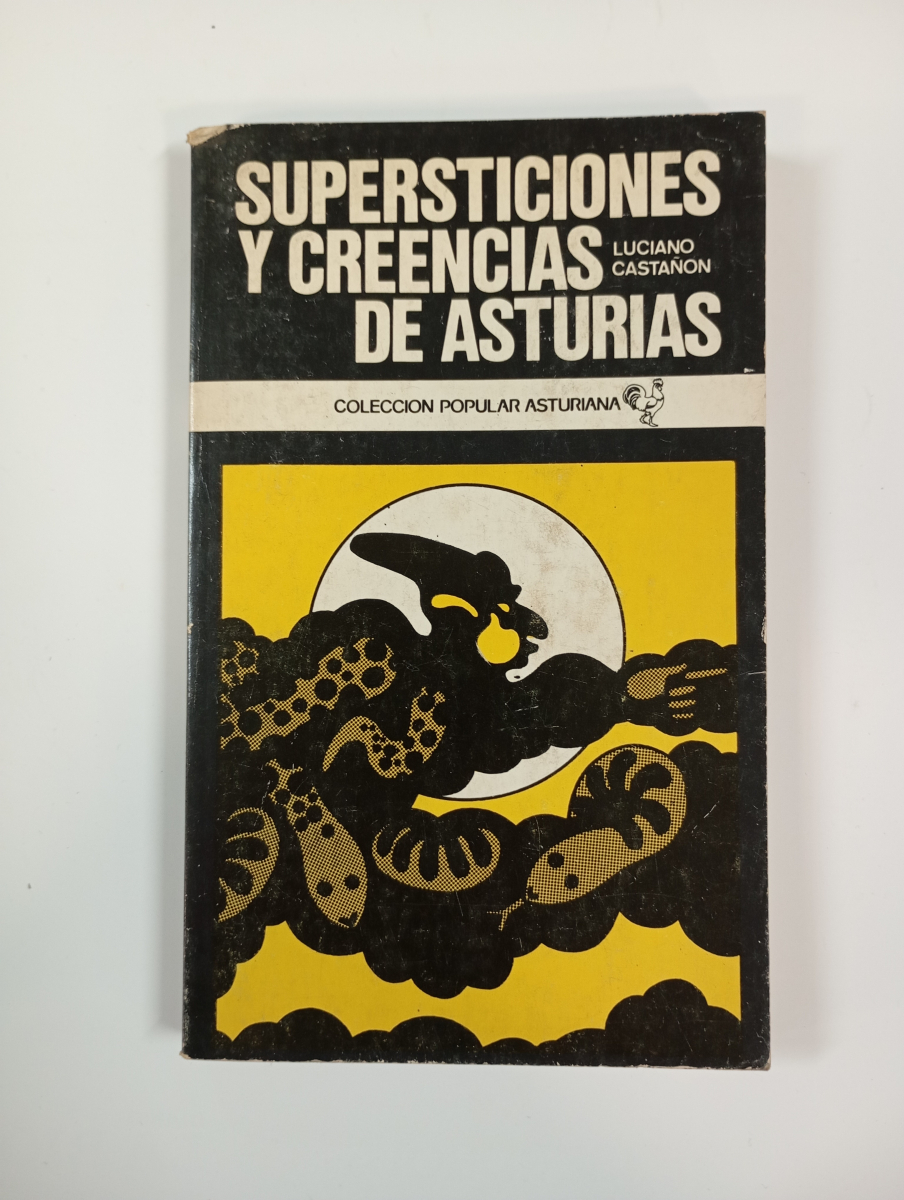 SUPERSTICIONES
Y CREENCIAS
LUCIANO
CASTAÑON
DE ASTURIAS
COLECCION POPULAR ASTURIANA